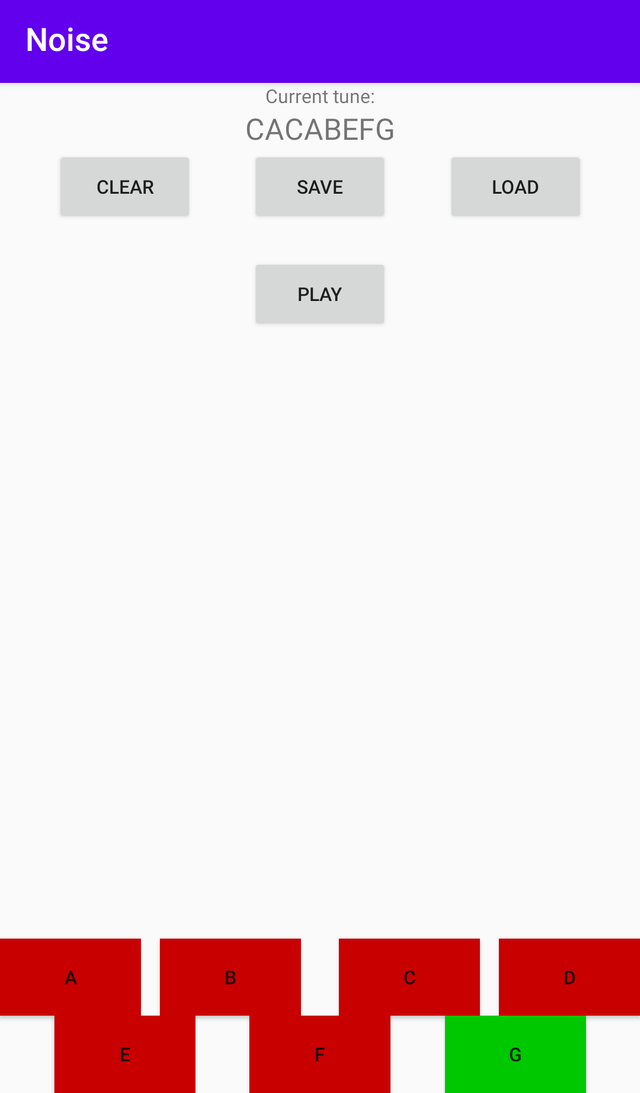 Noise
Current tune:
CACABEFG
CLEAR SAVE LOAD
PLAY
A B C D
E F G